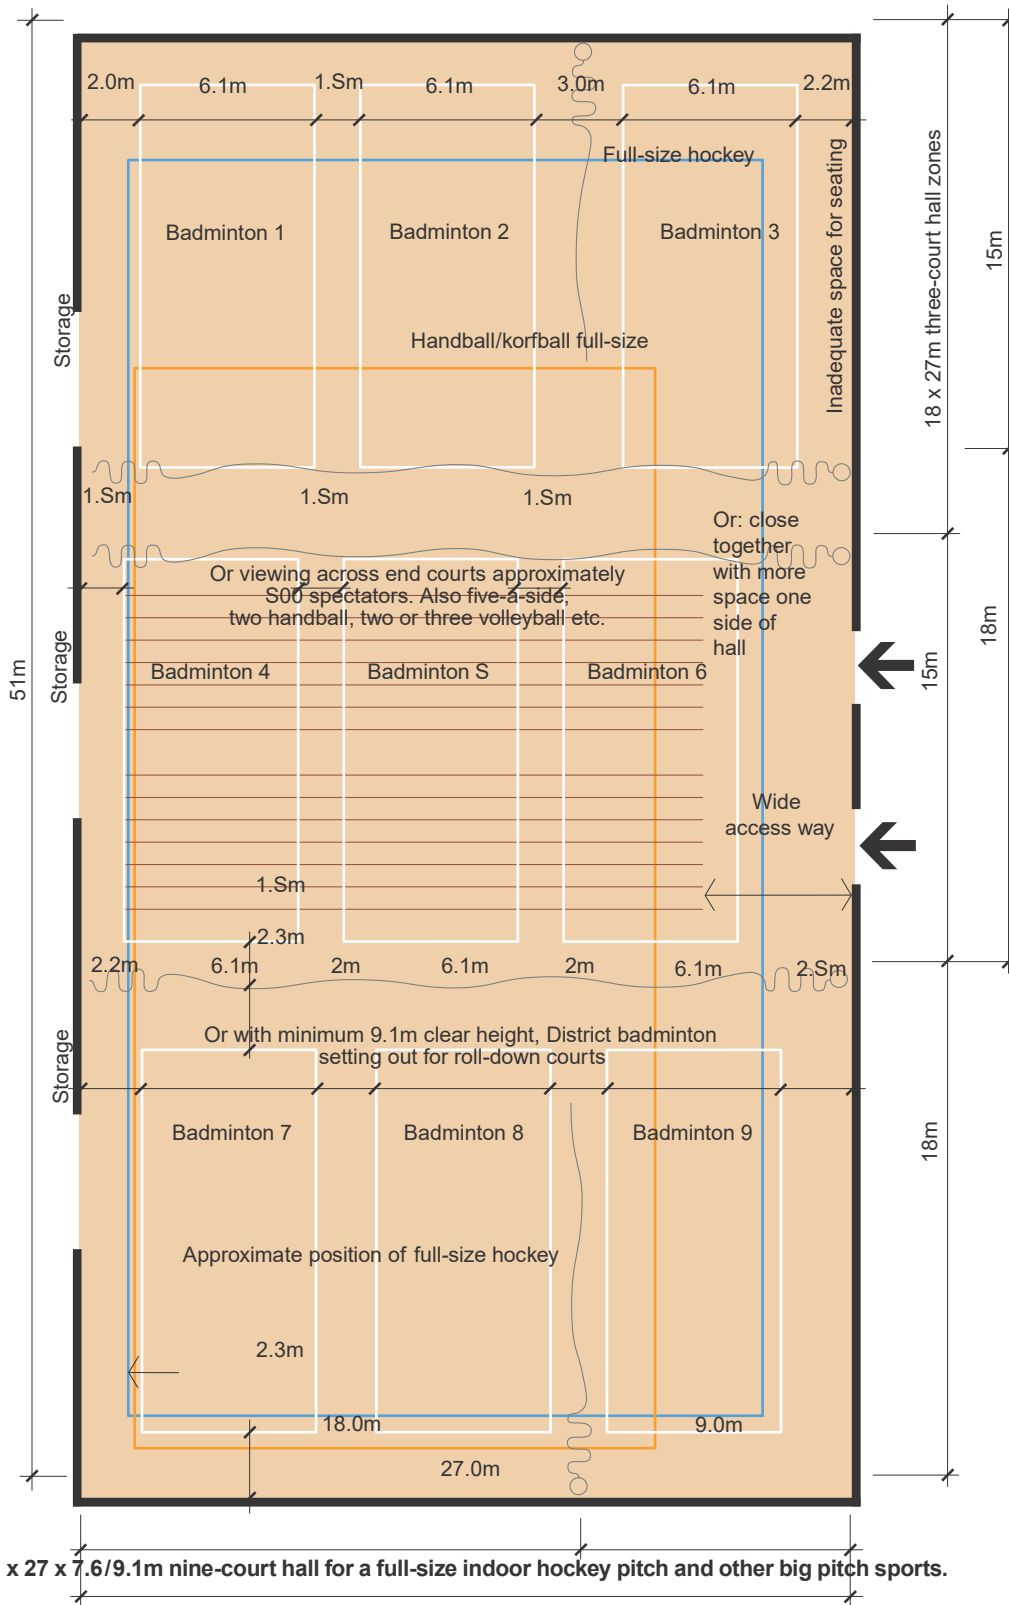 2.0m
6.1m
1.Sm
6.1m
3.0m
6.1m
2.2m
Full-size hockey
Badminton 1
Badminton 2
Badminton 3
Inadequate space for seating
18 x 27m three-court hall zones
15m
Storage
Handball/korfball full-size
1.Sm
1.Sm
1.Sm
Or: close
together
with more
space one
side of
hall
Or viewing across end courts approximately
S00 spectators. Also five-a-side,
two handball, two or three volleyball etc.
Storage
Badminton 4
Badminton S
Badminton 6
51m
15m
18m
Wide
access way
1.Sm
2.3m
2.2m
6.1m
2m
6.1m
2m
6.1m
2.Sm
Or with minimum 9.1m clear height, District badminton
setting out for roll-down courts
Storage
Badminton 7
Badminton 8
Badminton 9
18m
Approximate position of full-size hockey
2.3m
18.0m
9.0m
27.0m
x 27 x 7.6/9.1m nine-court hall for a full-size indoor hockey pitch and other big pitch sports.